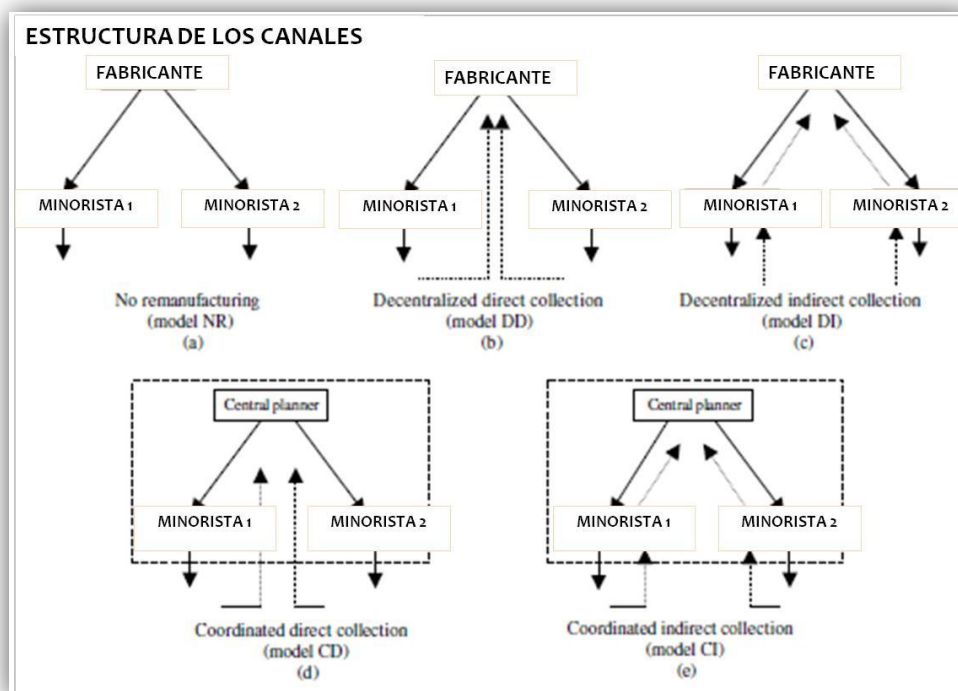 ESTRUCTURA DE LOS CANALES
FABRICANTE
MINORISTA 1
MINORISTA 2
No remanufacturing
(model NR)
(a)
FABRICANTE
MINORISTA 1
MINORISTA 2
Decentralized direct collection
(model DD)
(b)
FABRICANTE
MINORISTA 1
MINORISTA 2
Decentralized indirect collection
(model DI)
(c)
Central planner
MINORISTA 1
MINORISTA 2
Coordinated direct collection
(model CD)
(d)
Central planner
MINORISTA 1
MINORISTA 2
Coordinated indirect collection
(model CI)
(e)